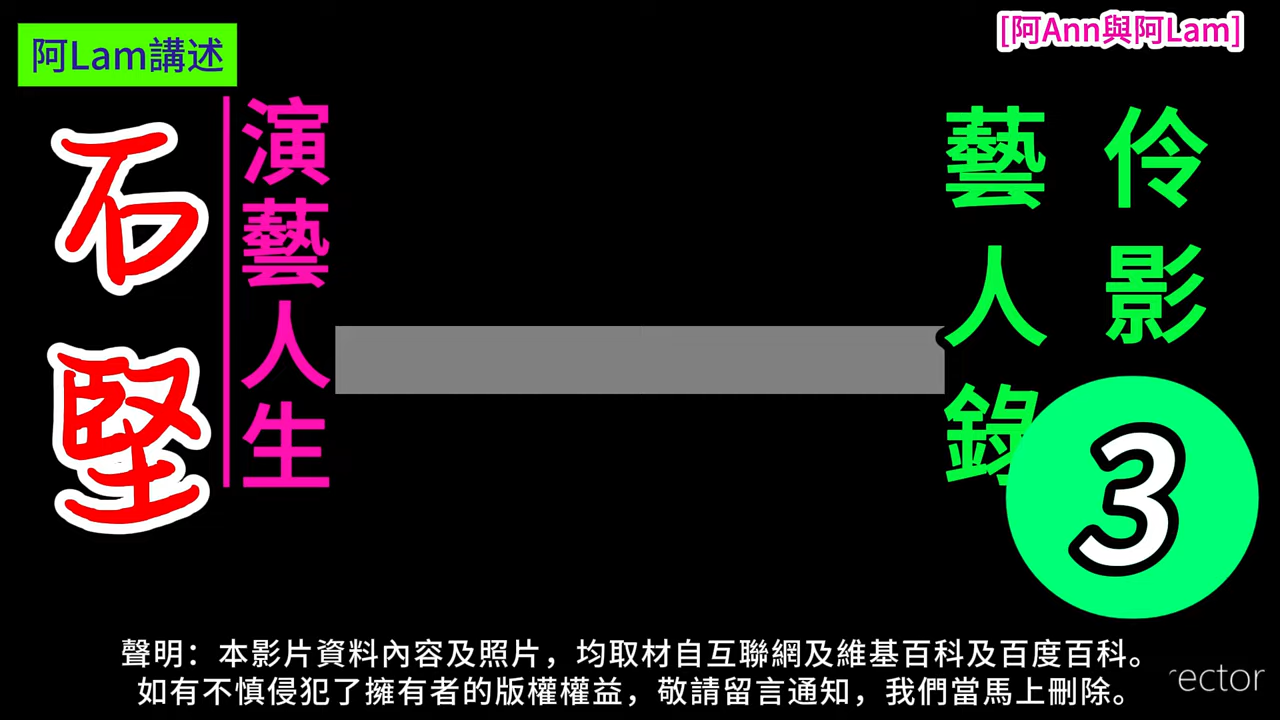 阿Lam講述
[阿Ann與阿Lam]
石堅
演藝人生
伶影
藝人錄
3
聲明：本影片資料內容及照片，均取材自互聯網及維基百科及百度百科。
如有不慎侵犯了擁有者的版權權益，敬請留言通知，我們當馬上刪除。
rector